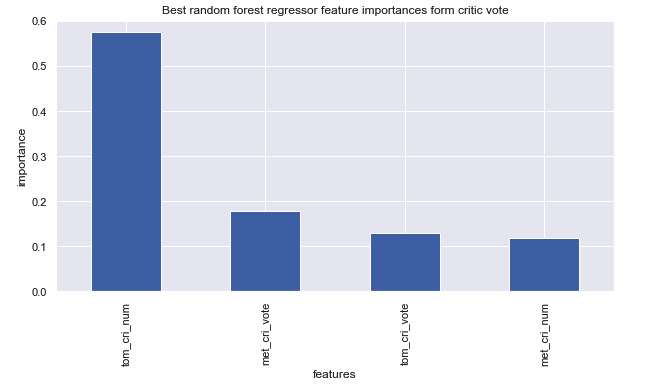 Best random forest regressor feature importances form critic vote
0.6
0.5
0.4
0.3
0.2
0.1
0.0
importance
tom_cri_num
met_cri_vote
tom_cri_vote
met_cri_num
features